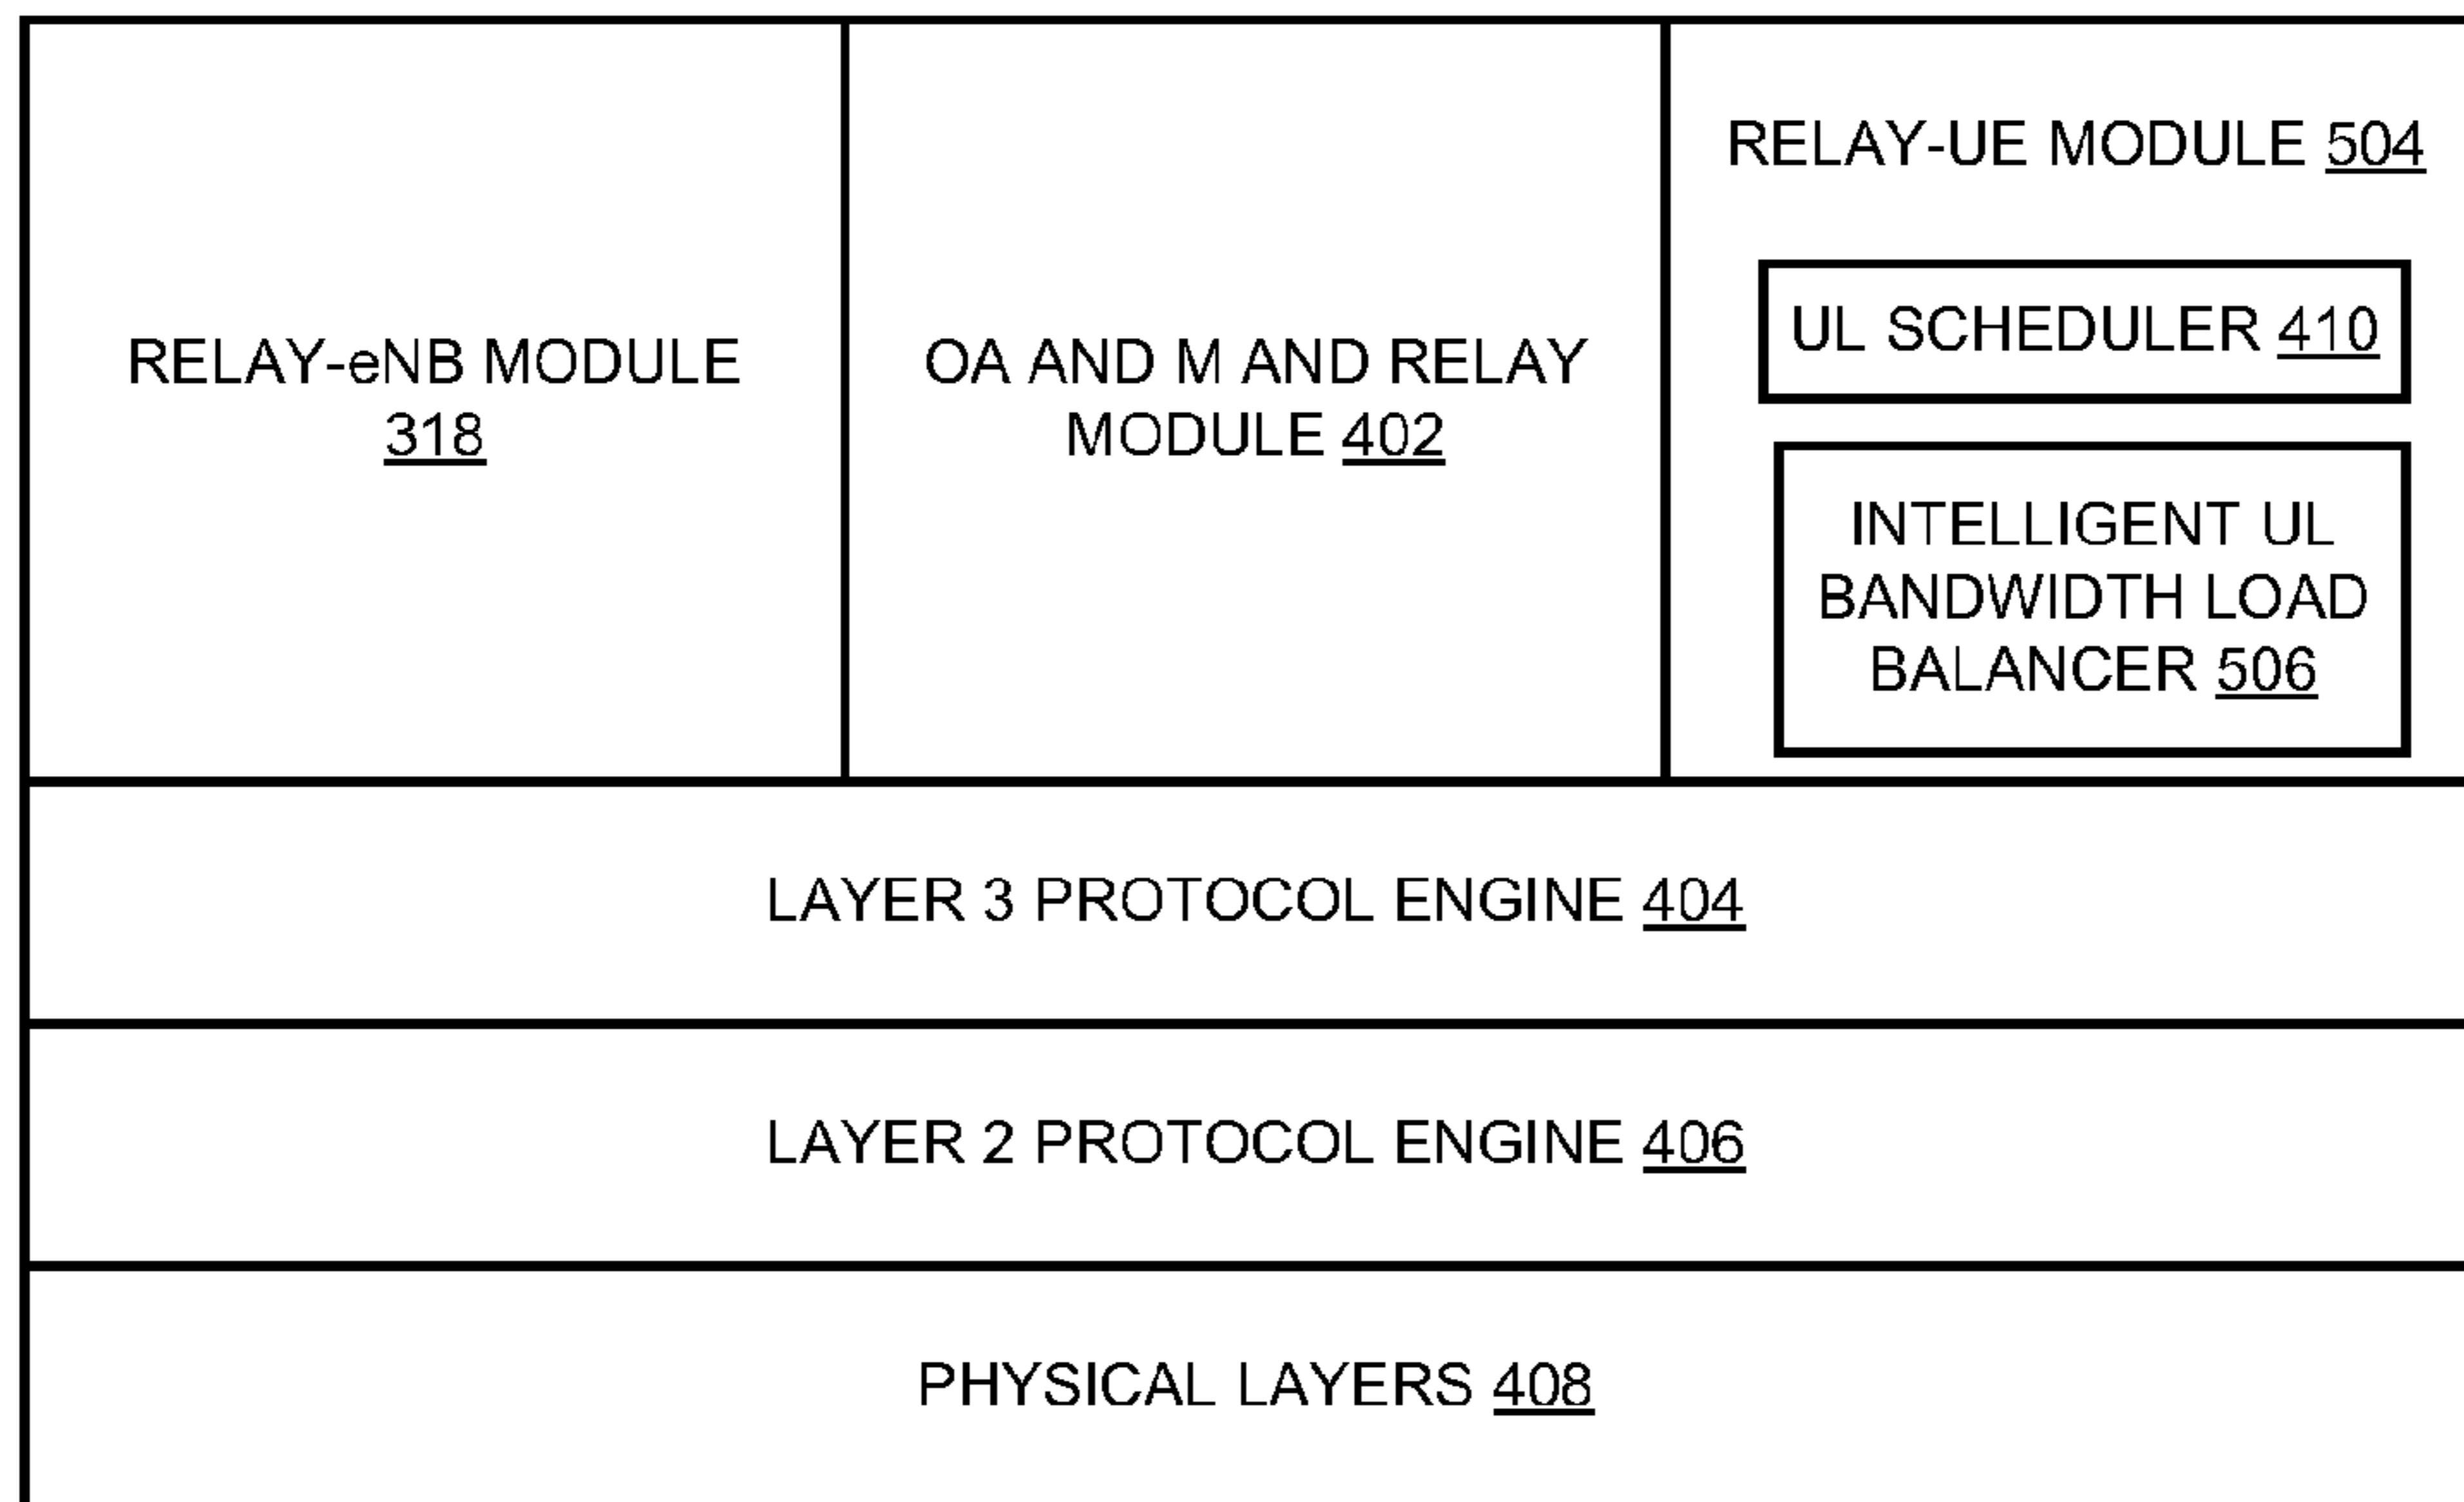 RELAY-eNB MODULE
318
OA AND M AND RELAY
MODULE 402
RELAY-UE MODULE 504
UL SCHEDULER 410
INTELLIGENT UL
BANDWIDTH LOAD
BALANCER 506
LAYER 3 PROTOCOL ENGINE 404
LAYER 2 PROTOCOL ENGINE 406
PHYSICAL LAYERS 408